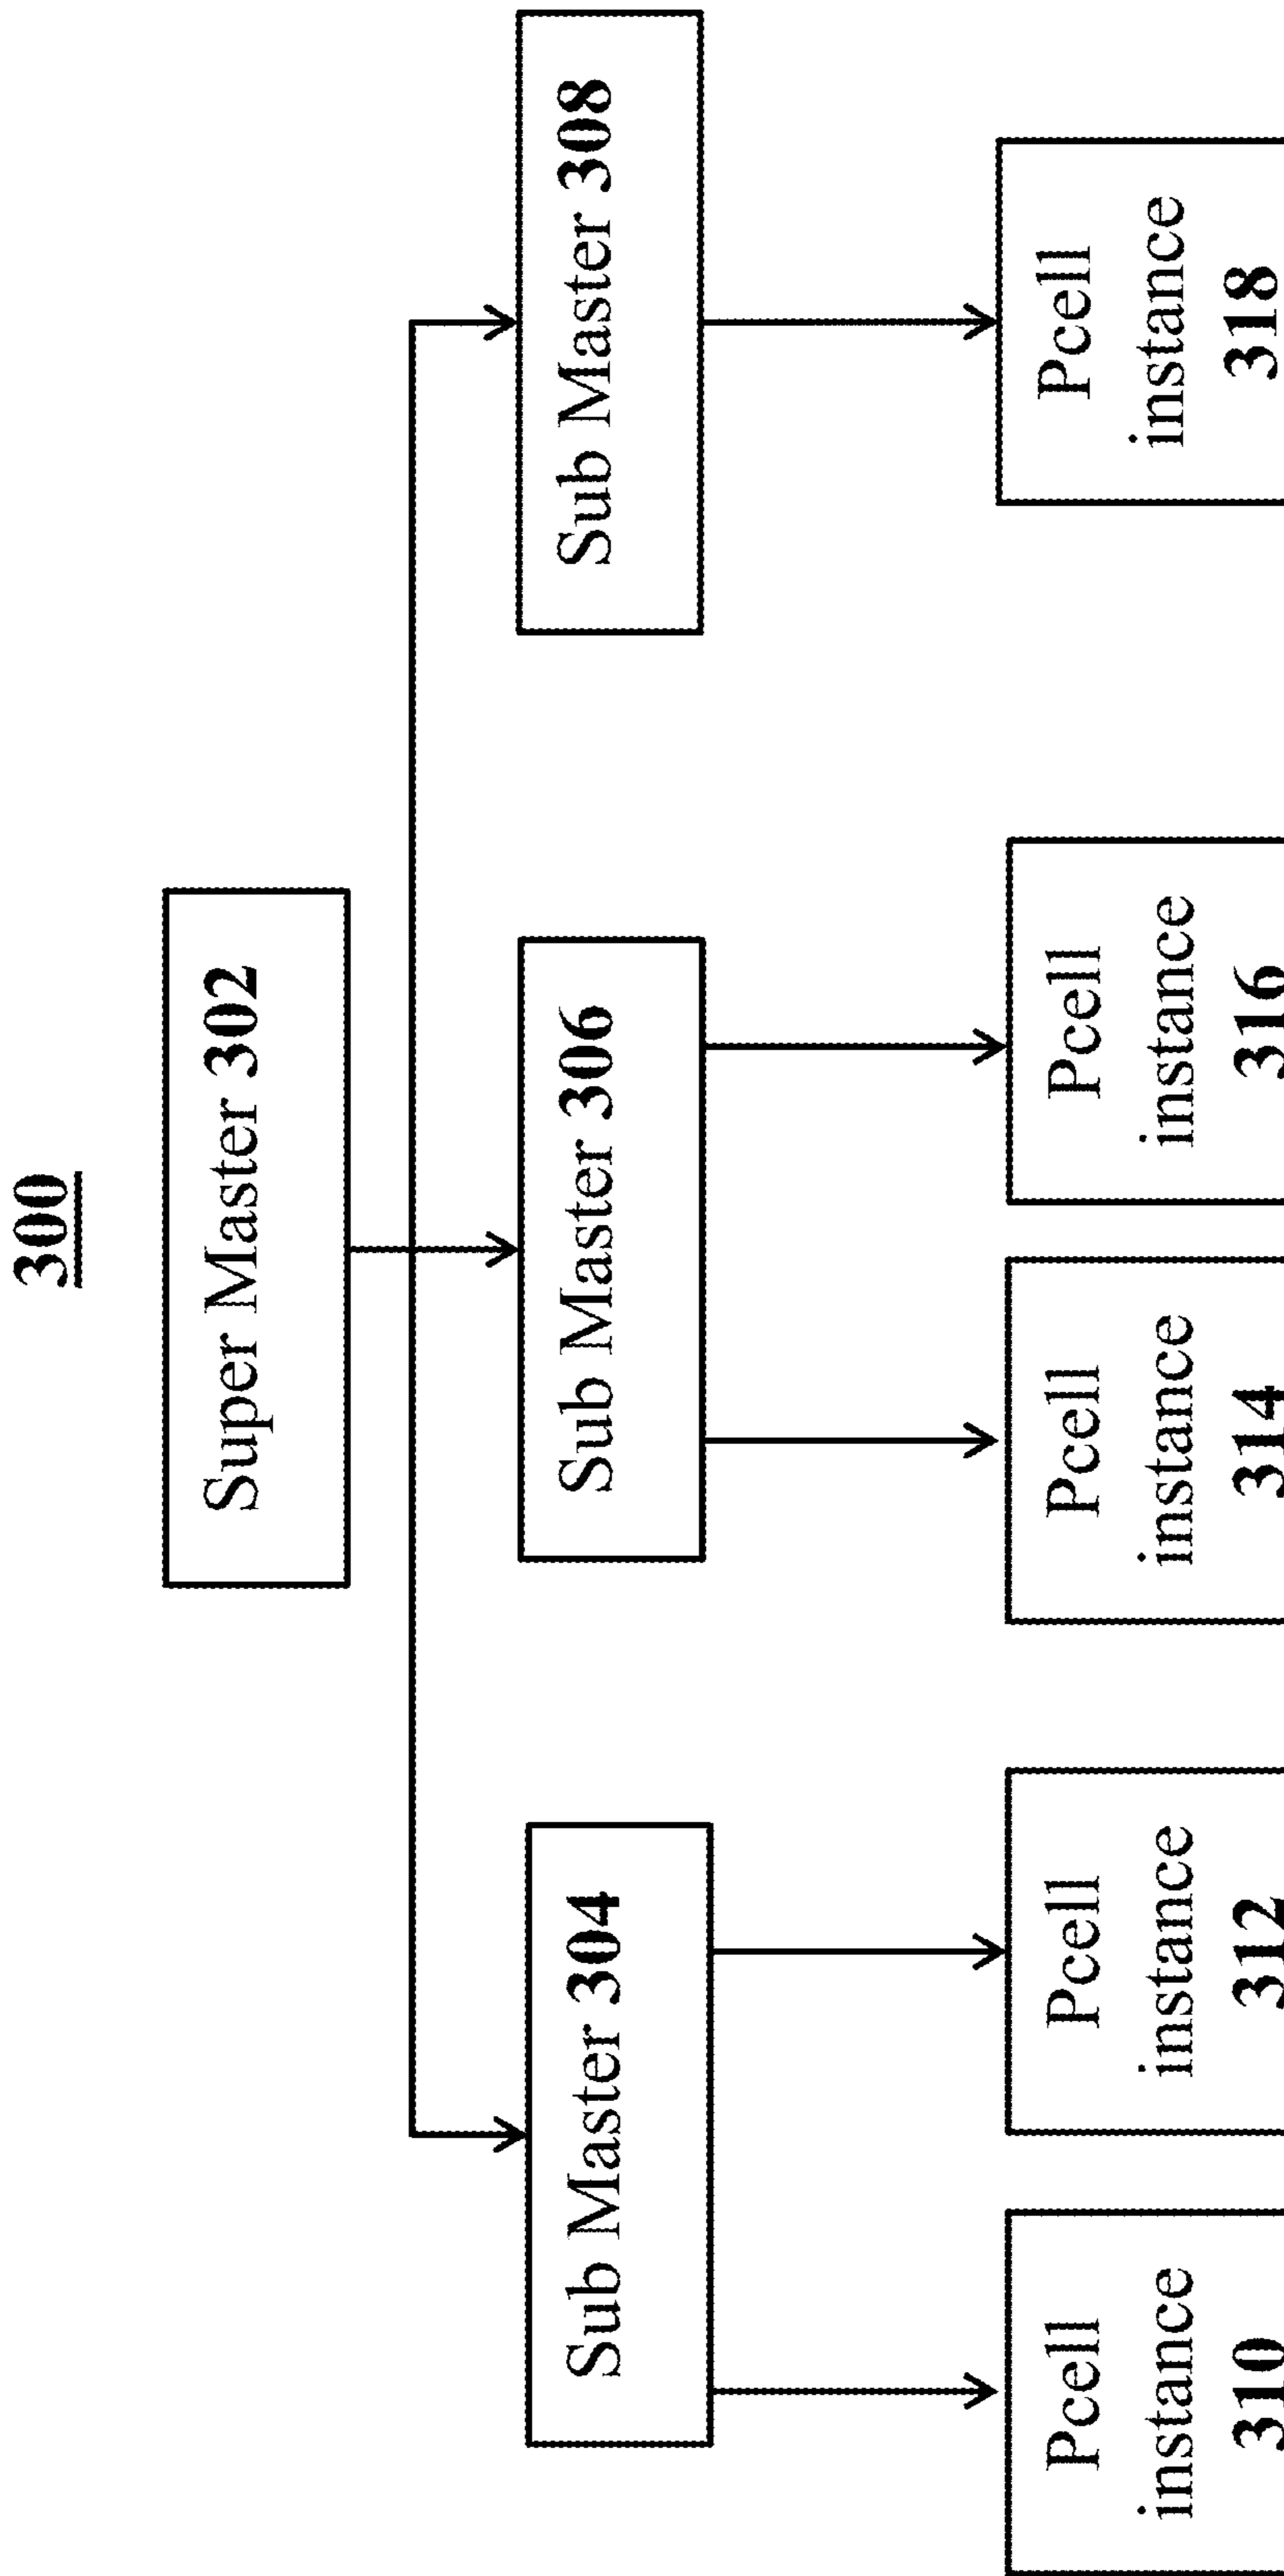 300
Super Master 302
Sub Master 304
Sub Master 306
Sub Master 308
Pcell
instance
310
Pcell
instance
312
Pcell
instance
314
Pcell
instance
316
Pcell
instance
318